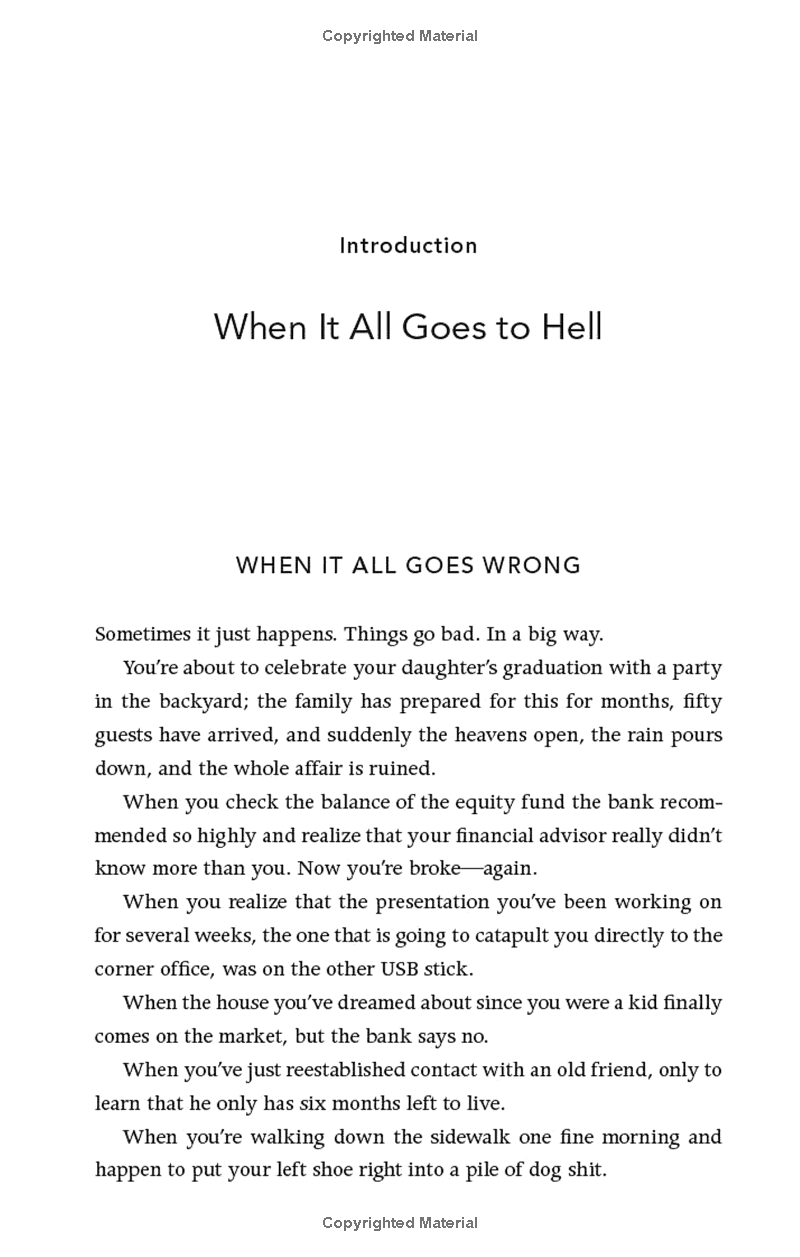 Copyrighted Material
Introduction
When It All Goes to Hell
WHEN IT ALL GOES WRONG
Sometimes it just happens. Things go bad. In a big way.
You’re about to celebrate your daughter’s graduation with a party
in the backyard; the family has prepared for this for months, fifty
guests have arrived, and suddenly the heavens open, the rain pours
down, and the whole affair is ruined.
When you check the balance of the equity fund the bank recom-
mended so highly and realize that your financial advisor really didn’t
know more than you. Now you’re broke—again.
When you realize that the presentation you’ve been working on
for several weeks, the one that is going to catapult you directly to the
corner office, was on the other USB stick.
When the house you’ve dreamed about since you were a kid finally
comes on the market, but the bank says no.
When you’ve just reestablished contact with an old friend, only to
learn that he only has six months left to live.
When you’re walking down the sidewalk one fine morning and
happen to put your left shoe right into a pile of dog shit.
Copyrighted Material